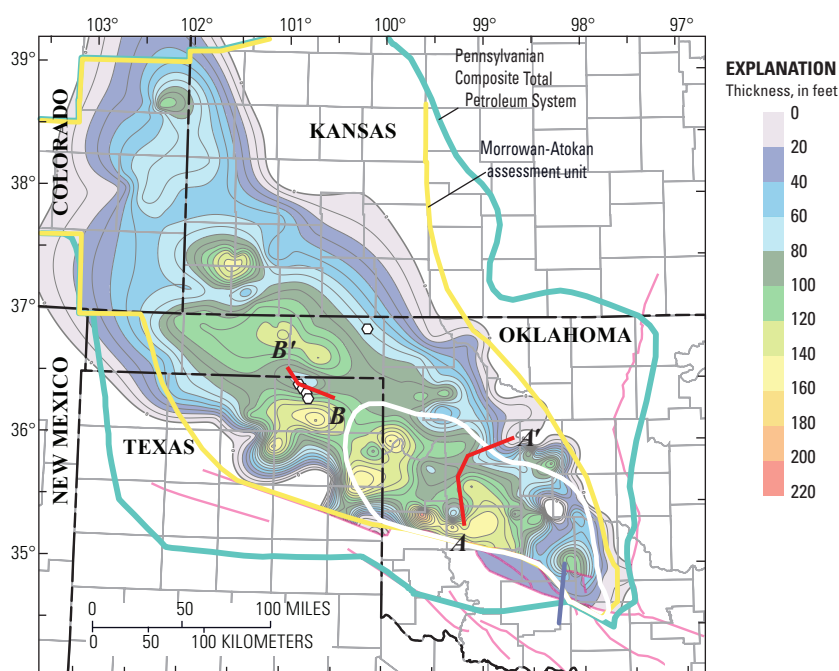 103° 102° 101° 100° 99° 98° 97°
39°
38°
37°
36°
35°
COLORADO
KANSAS
Pennsylvanian
Composite Total
Petroleum System
Morrowan-Atokan
assessment unit
OKLAHOMA
NEW MEXICO
TEXAS
B'
B
A'
A
0 50 100 MILES
0 50 100 KILOMETERS
EXPLANATION
Thickness, in feet
0
20
40
60
80
100
120
140
160
180
200
220